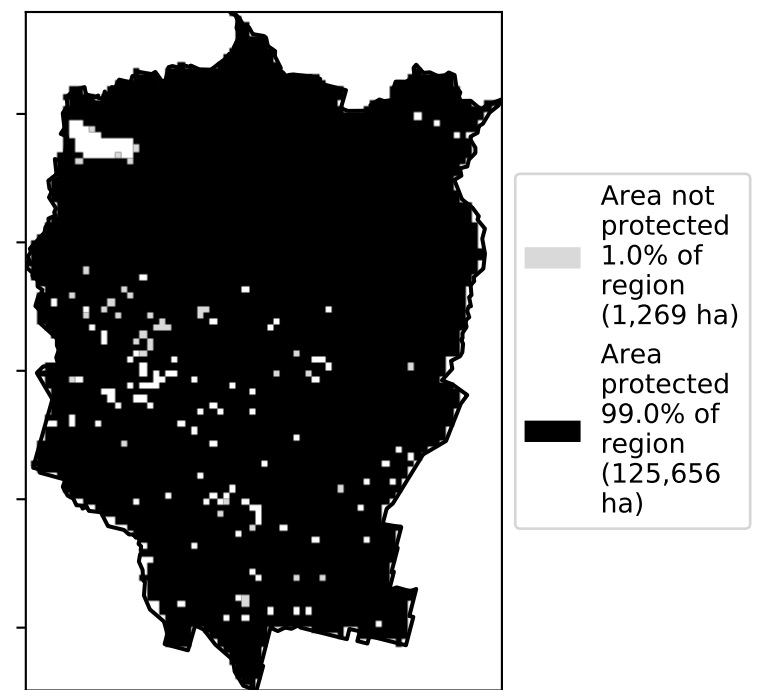 Area not
protected
1.0% of
region
(1,269 ha)
Area
protected
99.0% of
region
(125,656
ha)